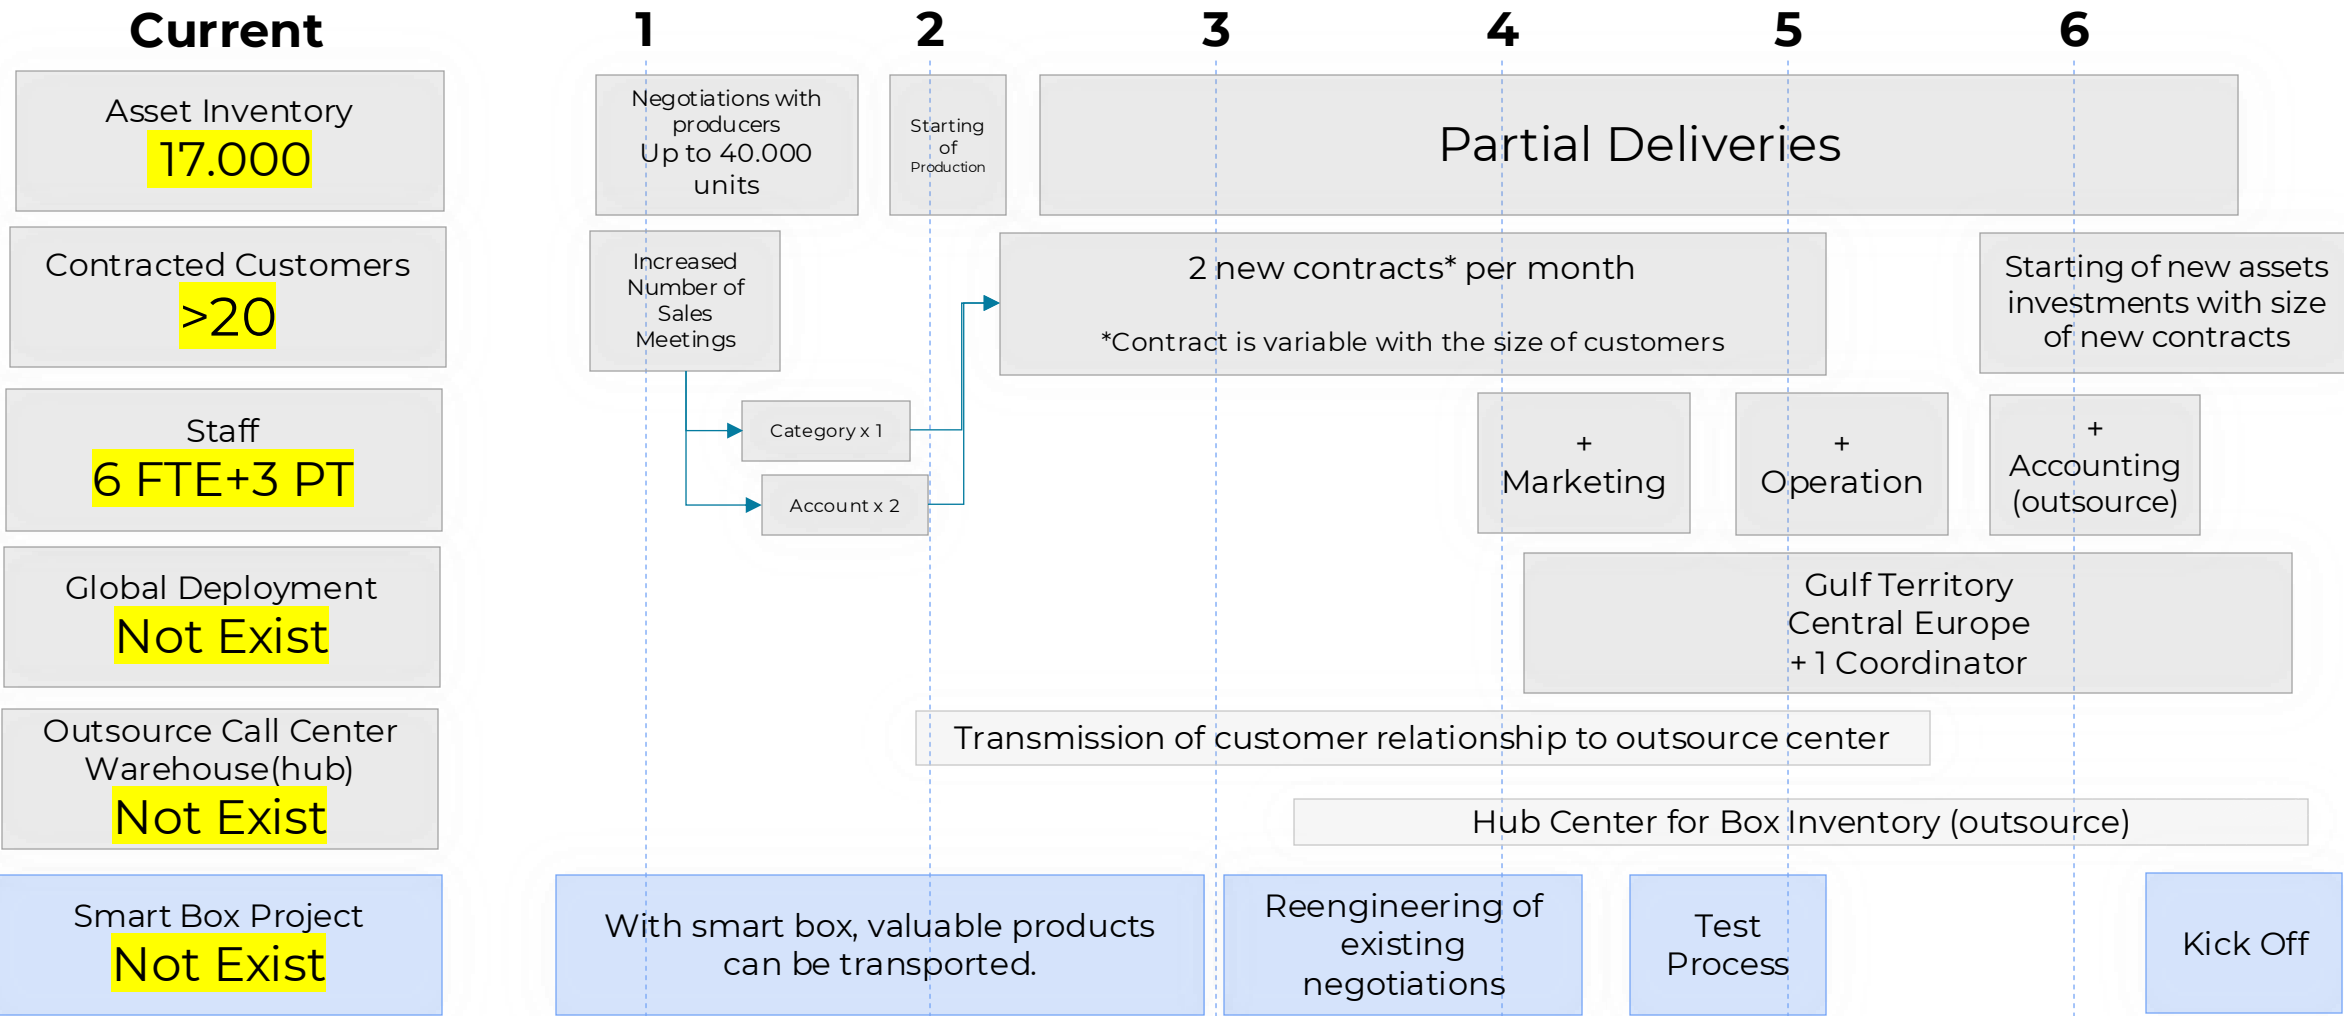 Current
1
2
3
4
5
6
Asset Inventory
17.000
Negotiations with
producers
Up to 40.000
units
Starting
of
Production
Partial Deliveries
Contracted Customers
>20
Increased
Number of
Sales
Meetings
2 new contracts* per month
*Contract is variable with the size of customers
Starting of new assets
investments with size
of new contracts
Staff
6 FTE+3 PT
Category x 1
Account x 2
+
Marketing
+
Operation
+
Accounting
(outsource)
Global Deployment
Not Exist
Gulf Territory
Central Europe
+ 1 Coordinator
Outsource Call Center
Warehouse(hub)
Not Exist
Transmission of customer relationship to outsource center
Hub Center for Box Inventory (outsource)
Smart Box Project
Not Exist
With smart box, valuable products
can be transported.
Reengineering of
existing
negotiations
Test
Process
Kick Off